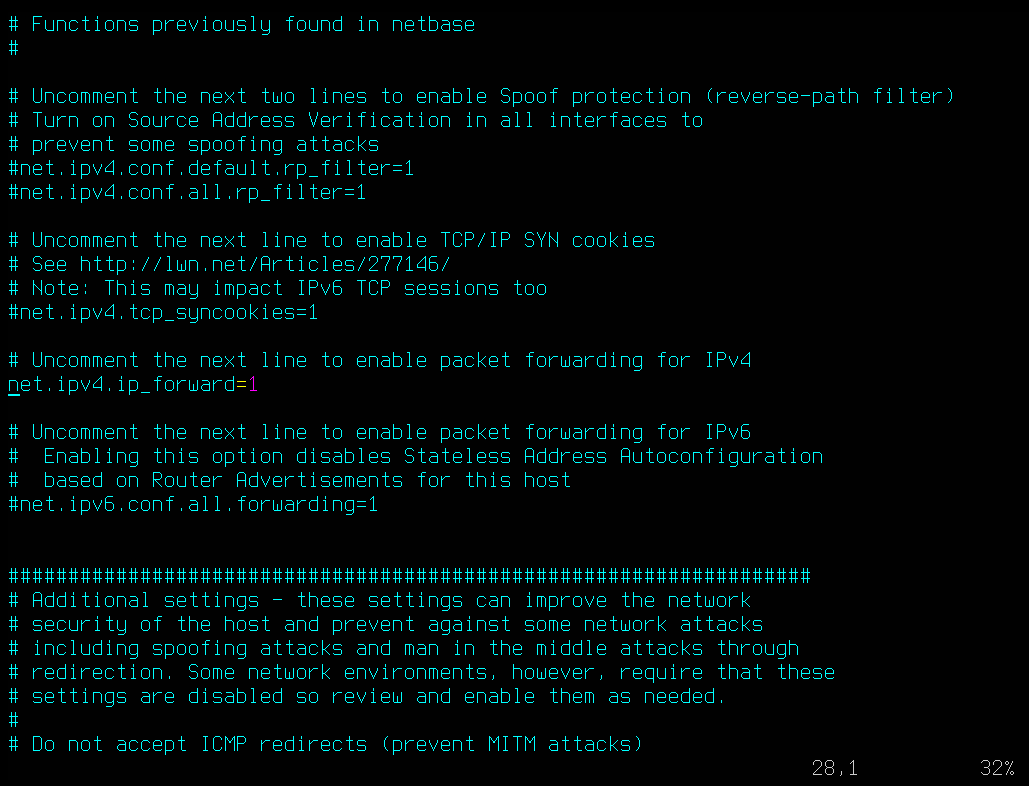 # Functions previously found in netbase
#
# Uncomment the next two lines to enable Spoof protection (reverse-path filter)
# Turn on Source Address Verification in all interfaces to
# prevent some spoofing attacks
#net.ipv4.conf.default.rp_filter=1
#net.ipv4.conf.all.rp_filter=1
# Uncomment the next line to enable TCP/IP SYN cookies
# See http://lwn.net/Articles/277146/
# Note: This may impact IPv6 TCP sessions too
#net.ipv4.tcp_syncookies=1
# Uncomment the next line to enable packet forwarding for IPv4
net.ipv4.ip_forward=1
# Uncomment the next line to enable packet forwarding for IPv6
#  Enabling this option disables Stateless Address Autoconfiguration
#  based on Router Advertisements for this host
#net.ipv6.conf.all.forwarding=1
###################################################################
# Additional settings - these settings can improve the network
# security of the host and prevent against some network attacks
# including spoofing attacks and man in the middle attacks through
# redirection. Some network environments, however, require that these
# settings are disabled so review and enable them as needed.
#
# Do not accept ICMP redirects (prevent MITM attacks)
28,1 32%